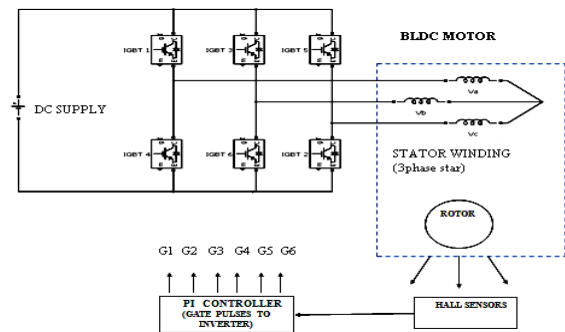 IGBT 1
IGBT 3
IGBT 5
BLDC MOTOR
DC SUPPLY
Va
Vb
Vc
IGBT 4
IGBT 6
IGBT 2
STATOR WINDING
(3phase star)
ROTOR
G1 G2 G3 G4 G5 G6
PI CONTROLLER
(GATE PULSES TO
INVERTER)
HALL SENSORS